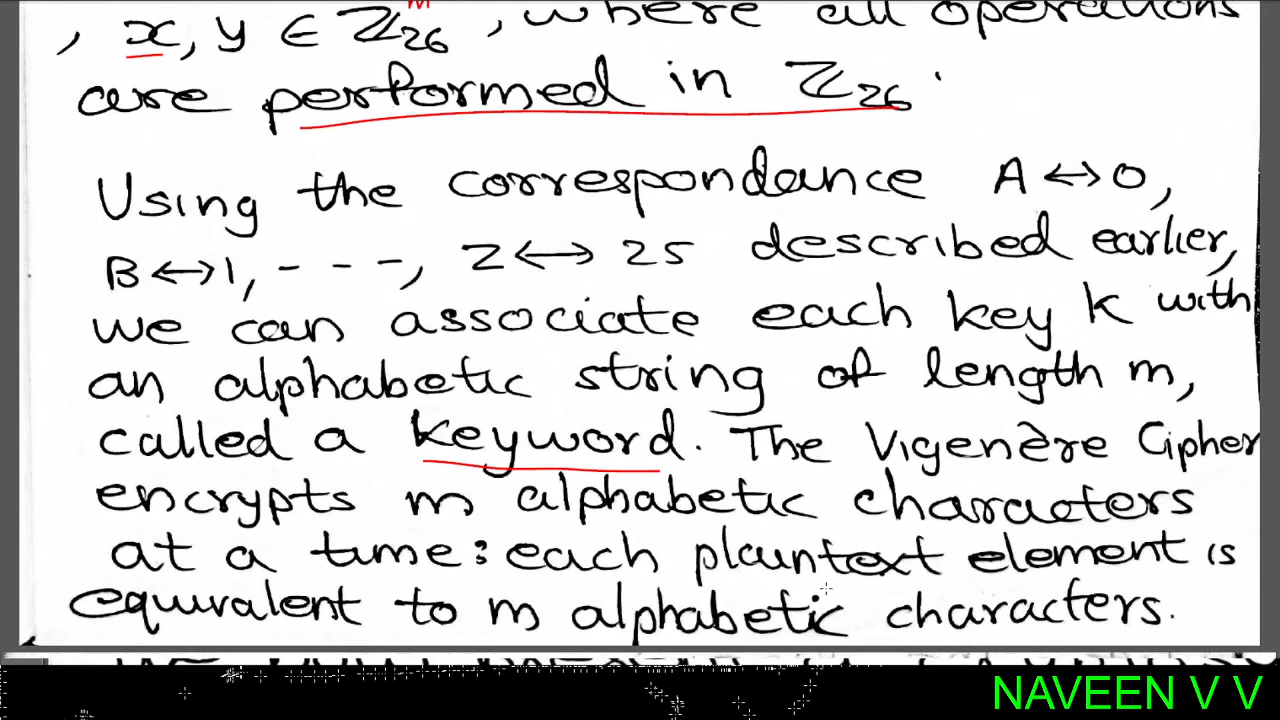 , x, y ∈ ℤ₂₆ᵐ, where all operations
are performed in ℤ₂₆.
Using the correspondance A↔0,
B↔1, - - -, Z↔25 described earlier,
we can associate each key K with
an alphabetic string of length m,
called a keyword. The Vigenère Cipher
encrypts m alphabetic characters
at a time: each plaintext element is
equivalent to m alphabetic characters.
NAVEEN V V